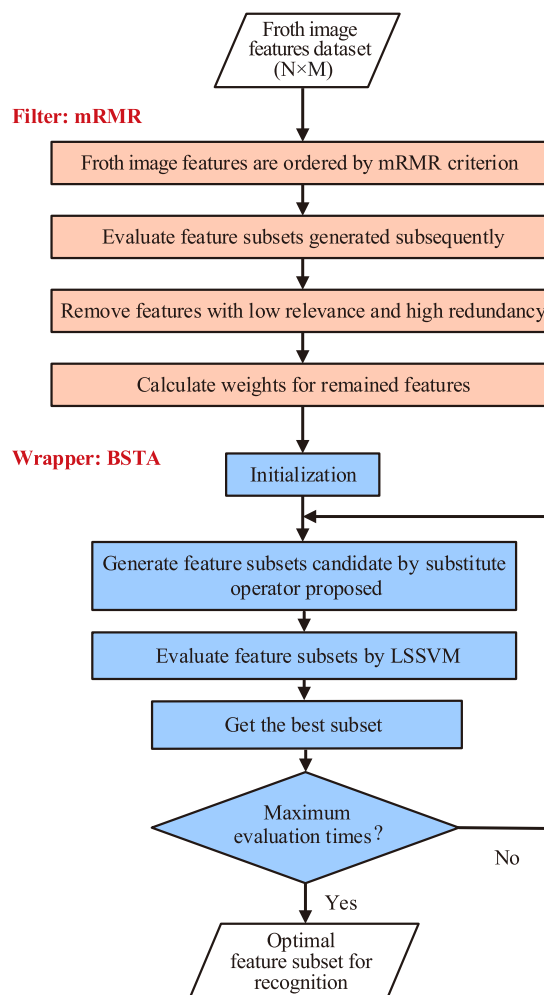 Froth image
features dataset
(N×M)
Filter: mRMR
Froth image features are ordered by mRMR criterion
Evaluate feature subsets generated subsequently
Remove features with low relevance and high redundancy
Calculate weights for remained features
Wrapper: BSTA
Initialization
Generate feature subsets candidate by substitute
operator proposed
Evaluate feature subsets by LSSVM
Get the best subset
Maximum
evaluation times?
No
Yes
Optimal
feature subset for
recognition